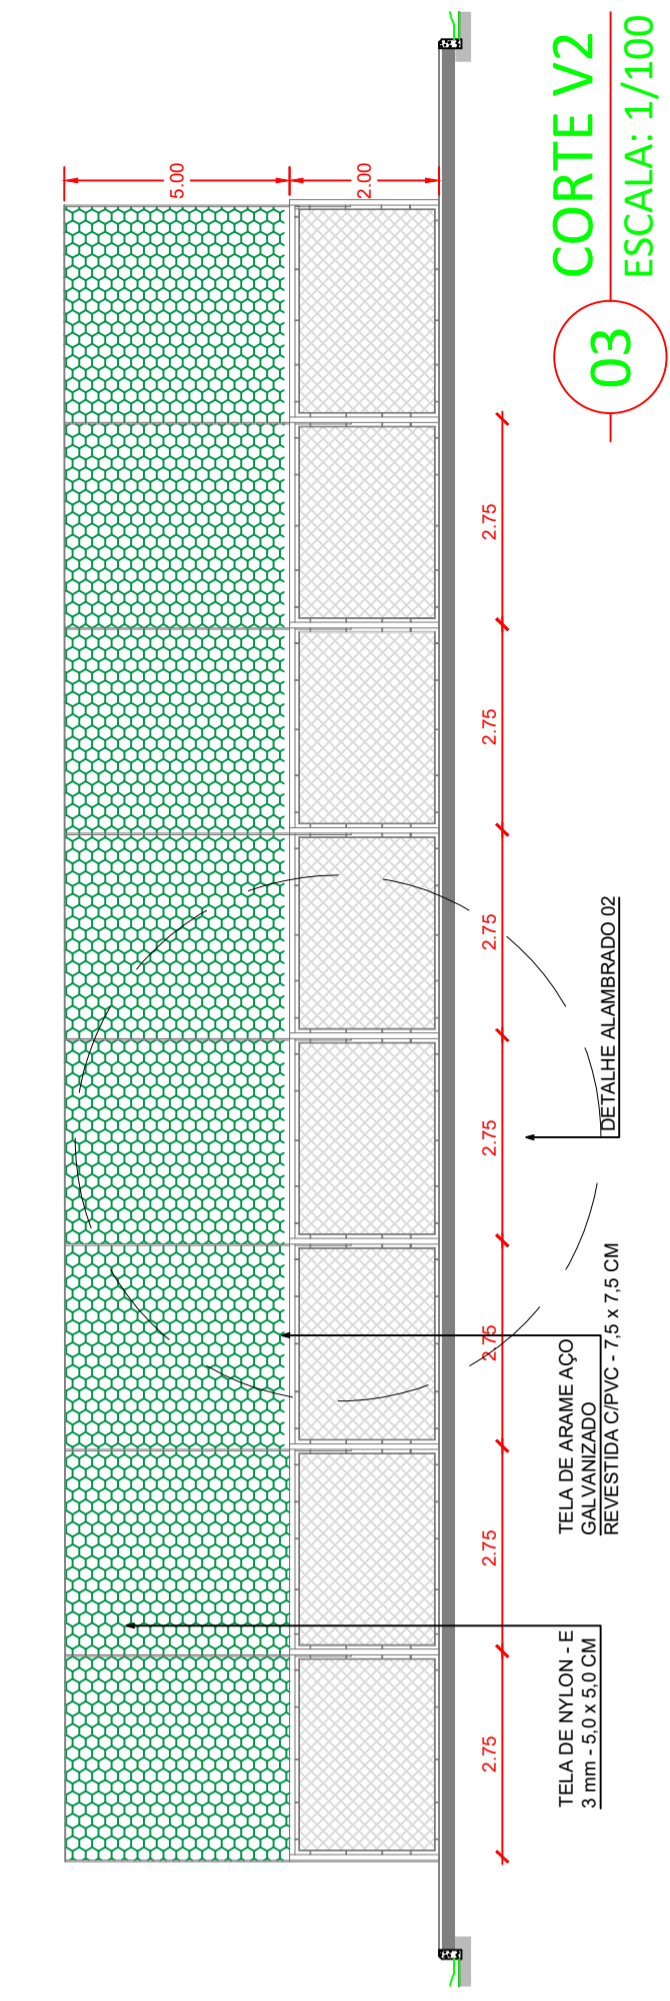 5.00
2.00
2.75
2.75
2.75
2.75
2.75
2.75
2.75
TELA DE NYLON - E
3 mm - 5,0 x 5,0 CM
TELA DE ARAME AÇO
GALVANIZADO
REVESTIDA C/PVC - 7,5 x 7,5 CM
DETALHE ALAMBRADO 02
03
CORTE V2
ESCALA: 1/100